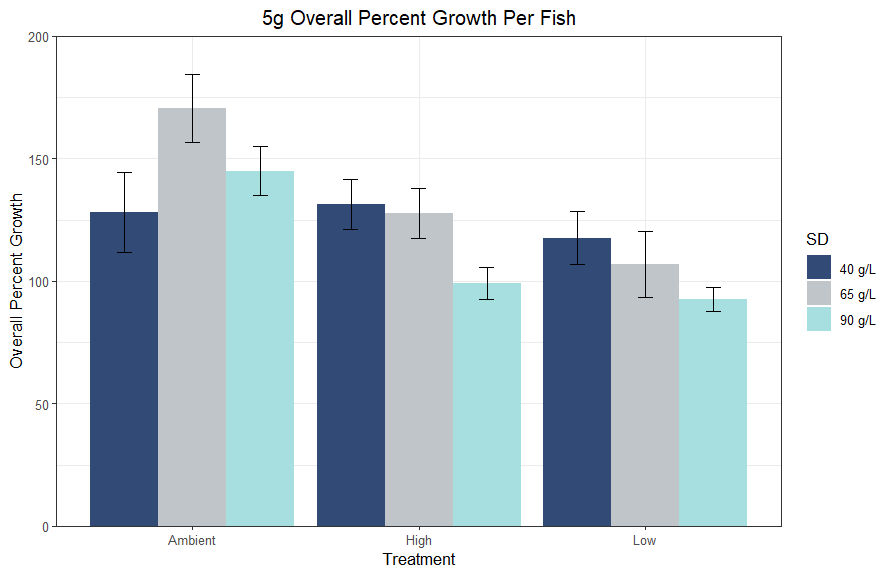 5g Overall Percent Growth Per Fish
Overall Percent Growth
200
150
100
50
0
Ambient
High
Low
Treatment
SD
40 g/L
65 g/L
90 g/L